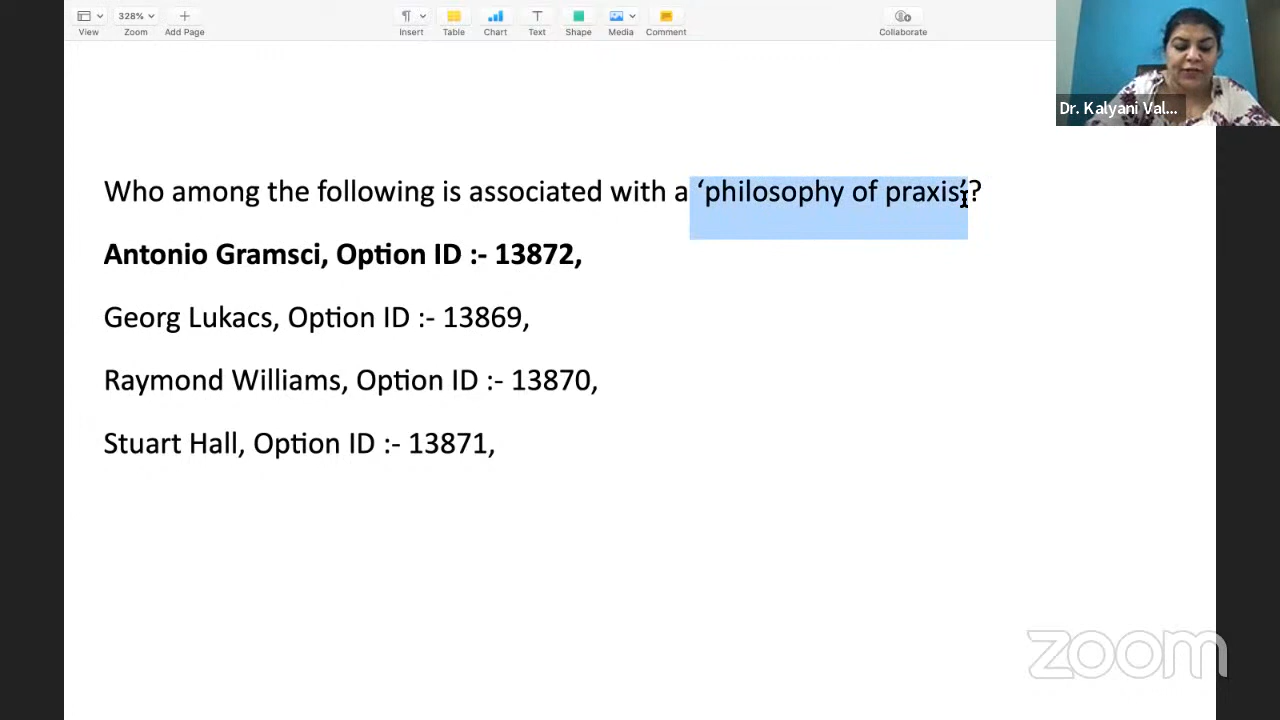 328%
View Zoom Add Page Insert Table Chart Text Shape Media Comment Collaborate
Dr. Kalyani Val...
Who among the following is associated with a ‘philosophy of praxis’?
Antonio Gramsci, Option ID :- 13872,
Georg Lukacs, Option ID :- 13869,
Raymond Williams, Option ID :- 13870,
Stuart Hall, Option ID :- 13871,
zoom